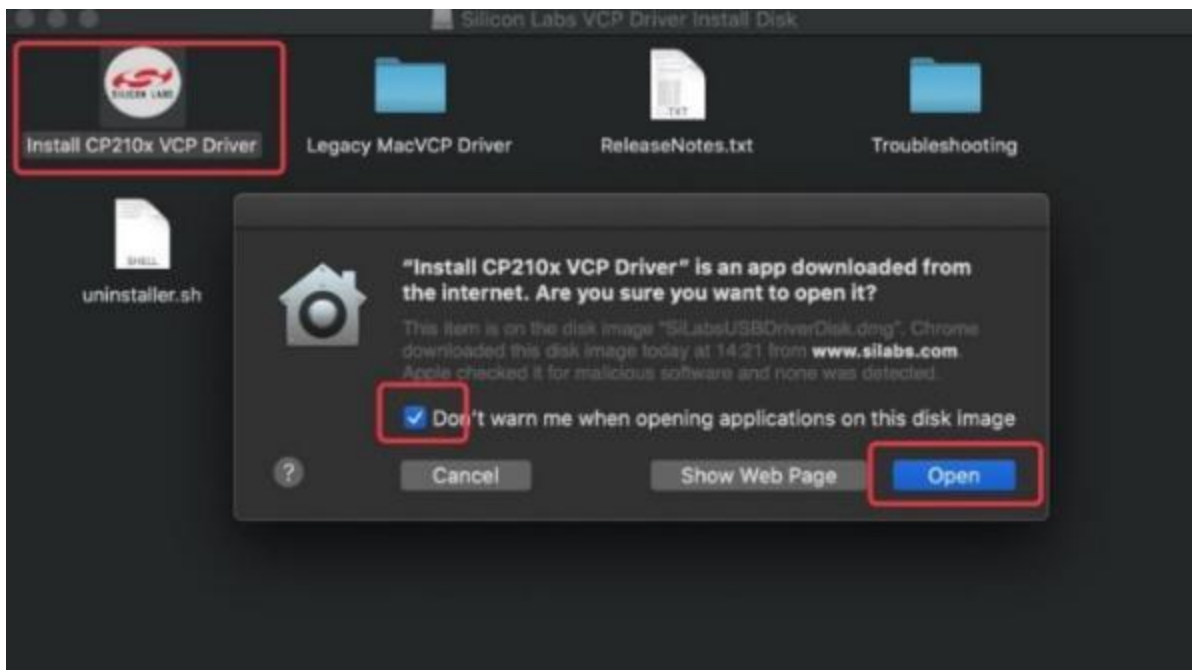 Silicon Labs VCP Driver Install Disk
SILICON LABS
Install CP210x VCP Driver
Legacy MacVCP Driver
.TXT
ReleaseNotes.txt
Troubleshooting
SHELL
uninstaller.sh
"Install CP210x VCP Driver" is an app downloaded from
the internet. Are you sure you want to open it?
This item is on the disk image "SiLabsUSBDriverDisk.dmg". Chrome
downloaded this disk image today at 14:21 from www.silabs.com.
Apple checked it for malicious software and none was detected.
Don't warn me when opening applications on this disk image
?
Cancel
Show Web Page
Open